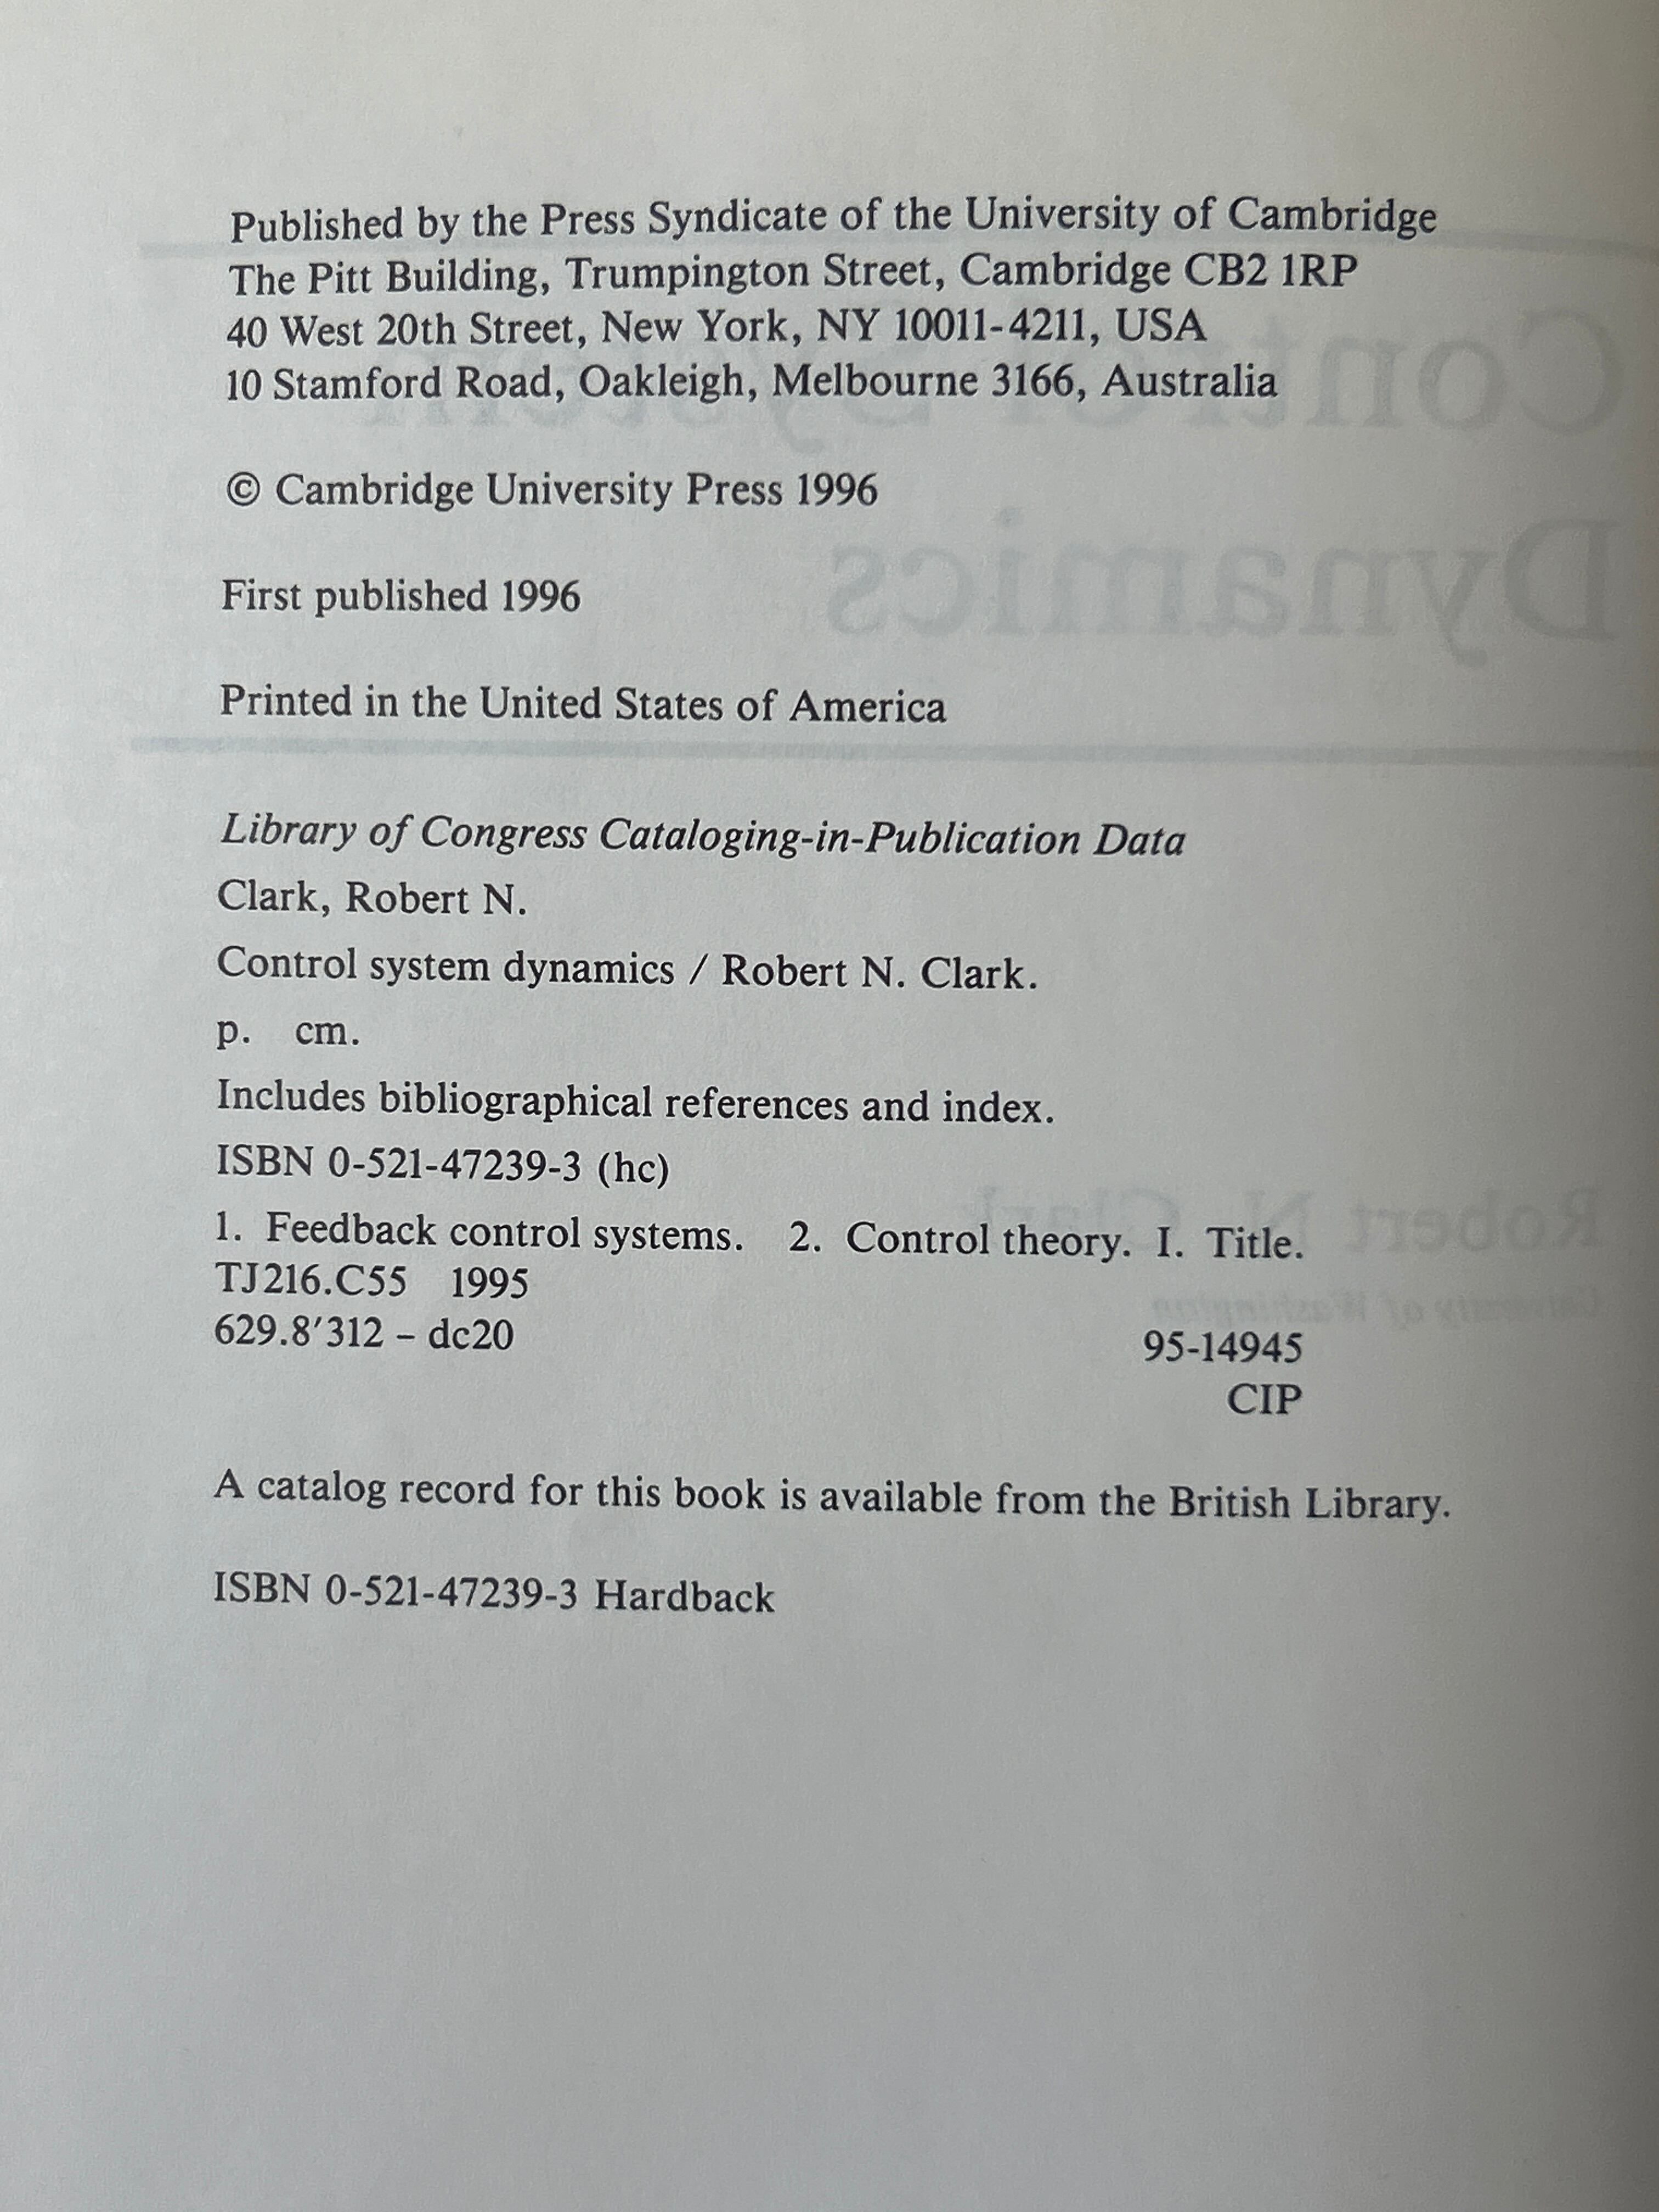 Published by the Press Syndicate of the University of Cambridge
The Pitt Building, Trumpington Street, Cambridge CB2 1RP
40 West 20th Street, New York, NY 10011-4211, USA
10 Stamford Road, Oakleigh, Melbourne 3166, Australia
© Cambridge University Press 1996
First published 1996
Printed in the United States of America
Library of Congress Cataloging-in-Publication Data
Clark, Robert N.
Control system dynamics / Robert N. Clark.
p. cm.
Includes bibliographical references and index.
ISBN 0-521-47239-3 (hc)
1. Feedback control systems. 2. Control theory. I. Title.
TJ216.C55 1995
629.8′312 – dc20
95-14945
CIP
A catalog record for this book is available from the British Library.
ISBN 0-521-47239-3 Hardback